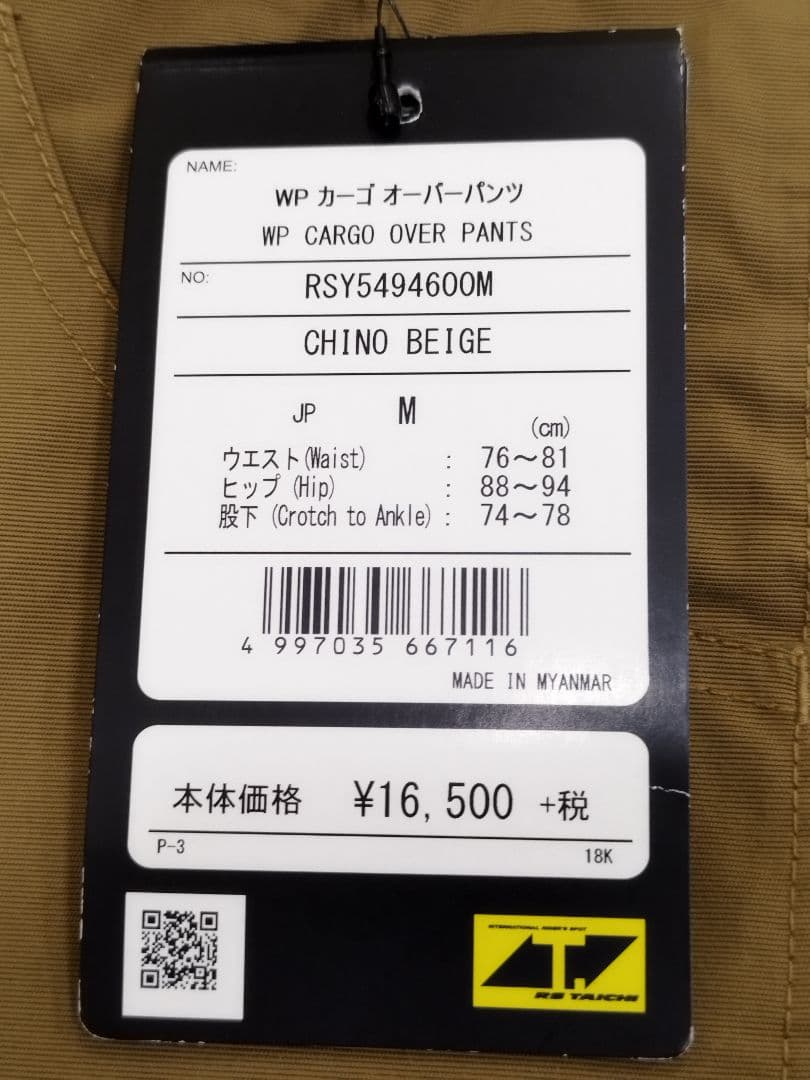 NAME:
WP カーゴ オーバーパンツ
WP CARGO OVER PANTS
NO:
RSY549460OM
CHINO BEIGE
JP M
(cm)
ウエスト(Waist) : 76～81
ヒップ (Hip) : 88～94
股下 (Crotch to Ankle) : 74～78
4 997035 667116
MADE IN MYANMAR
本体価格 ¥16,500 +税
P-3
18K
INTERNATIONAL RIDER'S SPOT
RS TAICHI